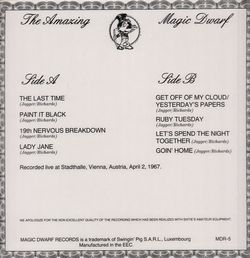 The Amazing Magic Dwarf
Side A
THE LAST TIME
(Jagger/Richards)
PAINT IT BLACK
(Jagger/Richards)
19th NERVOUS BREAKDOWN
(Jagger/Richards)
LADY JANE
(Jagger/Richards)
Side B
GET OFF OF MY CLOUD/
YESTERDAY'S PAPERS
(Jagger/Richards)
RUBY TUESDAY
(Jagger/Richards)
LET'S SPEND THE NIGHT
TOGETHER (Jagger/Richards)
GOIN' HOME (Jagger/Richards)
Recorded live at Stadthalle, Vienna, Austria, April 2, 1967.
WE APOLOGIZE FOR THE NON-EXCELLENT QUALITY OF THE RECORDING WHICH HAS BEEN REALIZED WITH SIXTIE'S AMATEUR EQUIPMENT.
MAGIC DWARF RECORDS is a trademark of Swingin' Pig S.A.R.L., Luxembourg
Manufactured in the EEC.
MDR-5